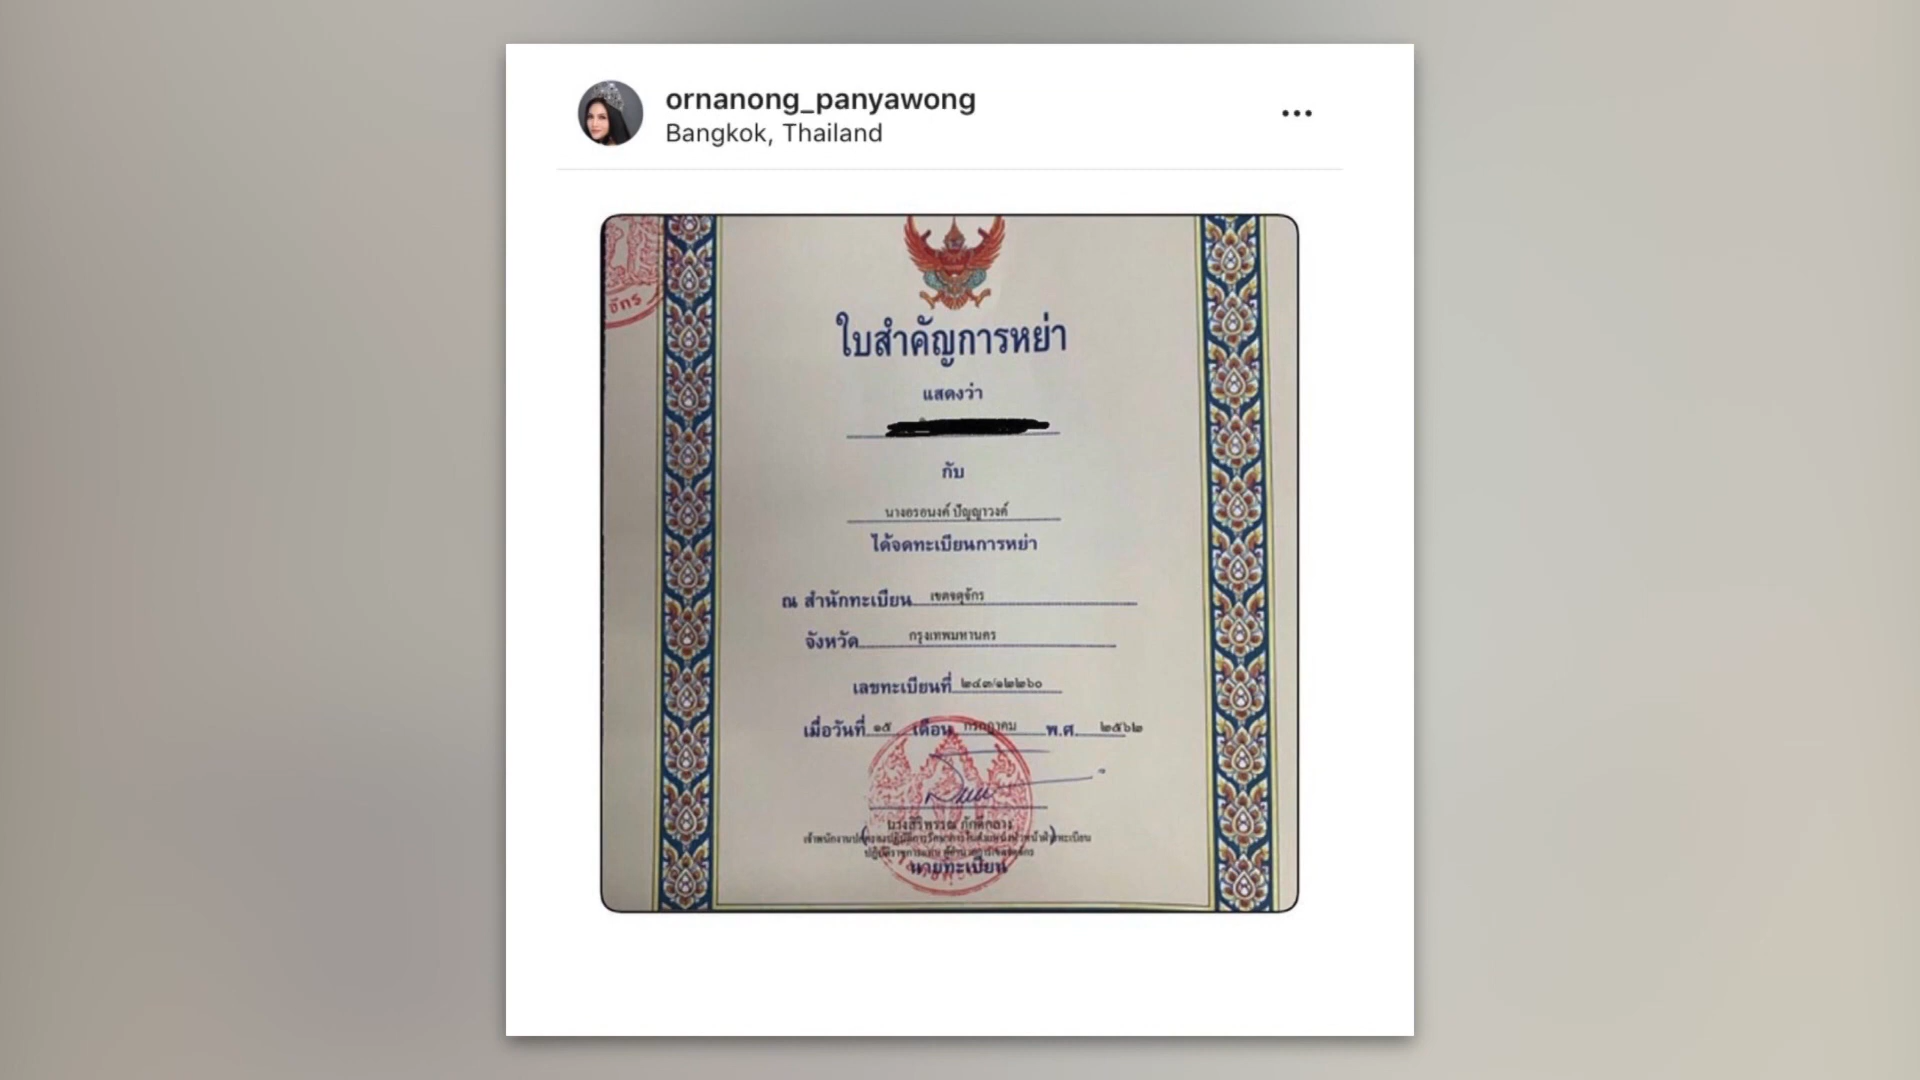 ornanong_panyawong
Bangkok, Thailand
จักร
ใบสำคัญการหย่า
แสดงว่า
กับ
นางอรอนงค์ ปัญญาวงค์
ได้จดทะเบียนการหย่า
ณ สำนักทะเบียน เขตจตุจักร
จังหวัด กรุงเทพมหานคร
เลขทะเบียนที่ ๒๔๓/๑๒๒๖๐
เมื่อวันที่ ๑๕ เดือน กรกฎาคม พ.ศ. ๒๕๖๒
นายทะเบียน